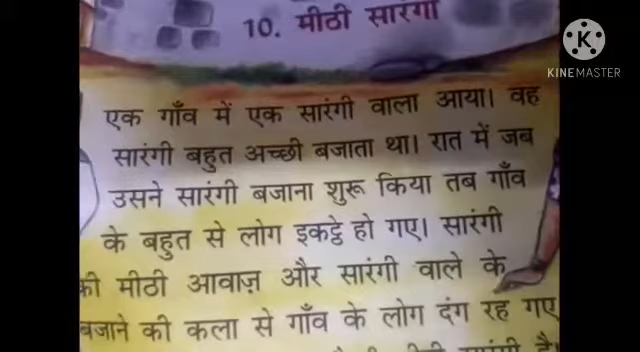 10. मीठी सारंगी
KINEMASTER
एक गाँव में एक सारंगी वाला आया। वह
सारंगी बहुत अच्छी बजाता था। रात में जब
उसने सारंगी बजाना शुरू किया तब गाँव
के बहुत से लोग इकट्ठे हो गए। सारंगी
की मीठी आवाज़ और सारंगी वाले के
बजाने की कला से गाँव के लोग दंग रह गए
सारंगी है।